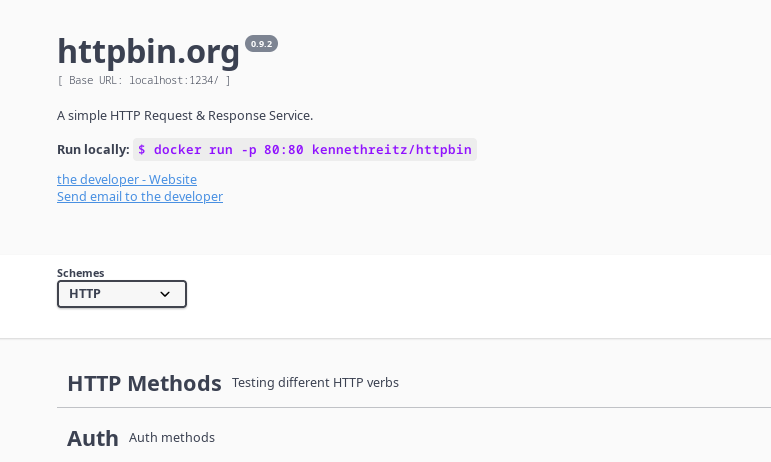 httpbin.org 0.9.2
[ Base URL: localhost:1234/ ]
A simple HTTP Request & Response Service.
Run locally: $ docker run -p 80:80 kennethreitz/httpbin
the developer - Website
Send email to the developer
Schemes
HTTP
HTTP Methods Testing different HTTP verbs
Auth Auth methods